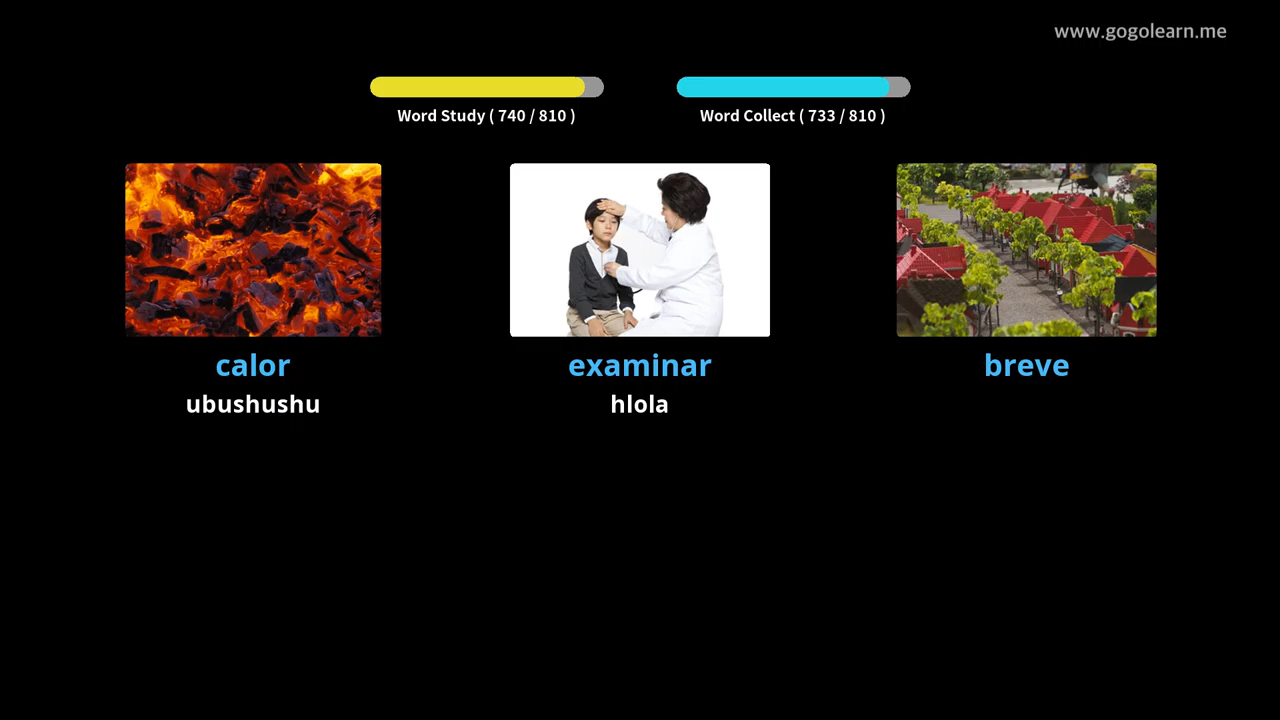 www.gogolearn.me
Word Study ( 740 / 810 )
Word Collect ( 733 / 810 )
calor
ubushushu
examinar
hlola
breve